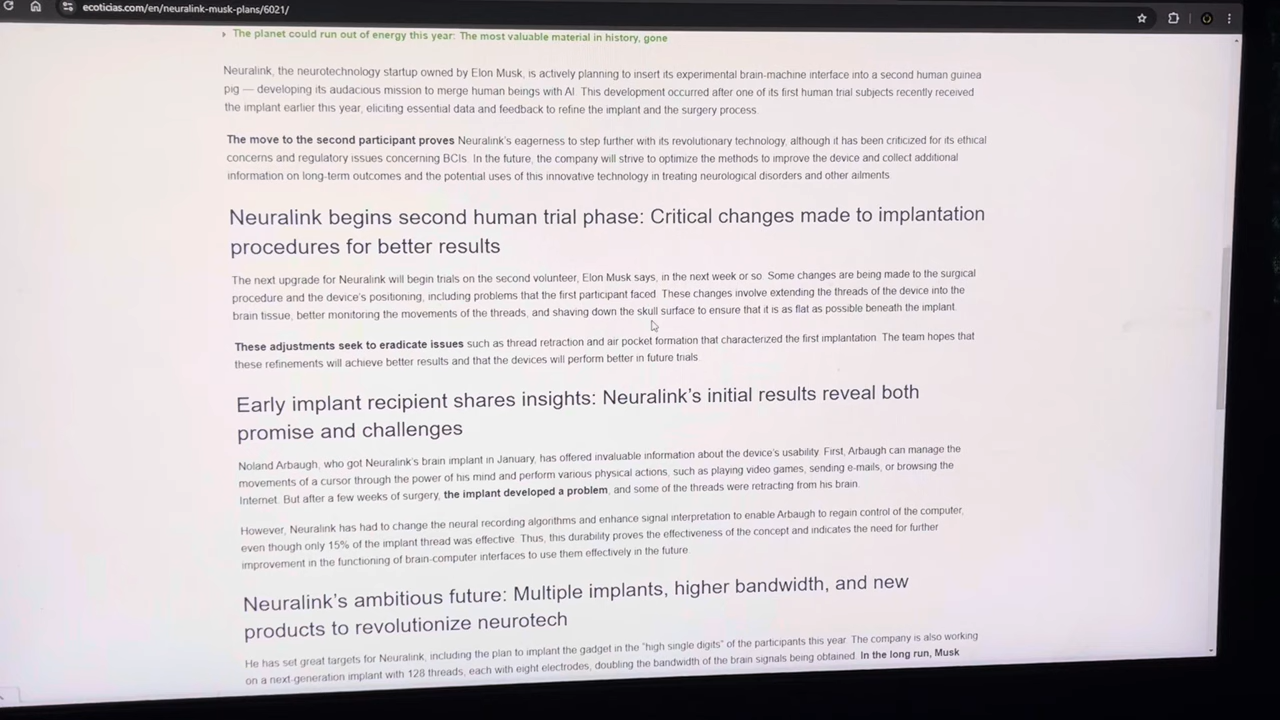 ecoticias.com/en/neuralink-musk-plans/6021/
The planet could run out of energy this year: The most valuable material in history, gone
Neuralink, the neurotechnology startup owned by Elon Musk, is actively planning to insert its experimental brain-machine interface into a second human guinea
pig — developing its audacious mission to merge human beings with AI. This development occurred after one of its first human trial subjects recently received
the implant earlier this year, eliciting essential data and feedback to refine the implant and the surgery process.
The move to the second participant proves Neuralink's eagerness to step further with its revolutionary technology, although it has been criticized for its ethical
concerns and regulatory issues concerning BCIs. In the future, the company will strive to optimize the methods to improve the device and collect additional
information on long-term outcomes and the potential uses of this innovative technology in treating neurological disorders and other ailments.
Neuralink begins second human trial phase: Critical changes made to implantation
procedures for better results
The next upgrade for Neuralink will begin trials on the second volunteer, Elon Musk says, in the next week or so. Some changes are being made to the surgical
procedure and the device's positioning, including problems that the first participant faced. These changes involve extending the threads of the device into the
brain tissue, better monitoring the movements of the threads, and shaving down the skull surface to ensure that it is as flat as possible beneath the implant.
These adjustments seek to eradicate issues such as thread retraction and air pocket formation that characterized the first implantation. The team hopes that
these refinements will achieve better results and that the devices will perform better in future trials.
Early implant recipient shares insights: Neuralink's initial results reveal both
promise and challenges
Noland Arbaugh, who got Neuralink's brain implant in January, has offered invaluable information about the device's usability. First, Arbaugh can manage the
movements of a cursor through the power of his mind and perform various physical actions, such as playing video games, sending e-mails, or browsing the
Internet. But after a few weeks of surgery, the implant developed a problem, and some of the threads were retracting from his brain.
However, Neuralink has had to change the neural recording algorithms and enhance signal interpretation to enable Arbaugh to regain control of the computer,
even though only 15% of the implant thread was effective. Thus, this durability proves the effectiveness of the concept and indicates the need for further
improvement in the functioning of brain-computer interfaces to use them effectively in the future.
Neuralink's ambitious future: Multiple implants, higher bandwidth, and new
products to revolutionize neurotech
He has set great targets for Neuralink, including the plan to implant the gadget in the "high single digits" of the participants this year. The company is also working
on a next-generation implant with 128 threads, each with eight electrodes, doubling the bandwidth of the brain signals being obtained. In the long run, Musk